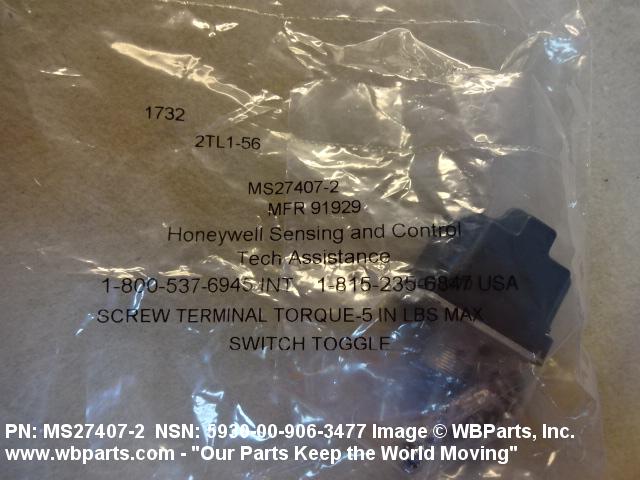 1732
2TL1-56
MS27407-2
MFR 91929
Honeywell Sensing and Control
Tech Assistance
1-800-537-6945 INT 1-815-235-6847 USA
SCREW TERMINAL TORQUE-5 IN LBS MAX
SWITCH TOGGLE
PN: MS27407-2 NSN: 5930-00-906-3477 Image © WBParts, Inc.
www.wbparts.com - "Our Parts Keep the World Moving"